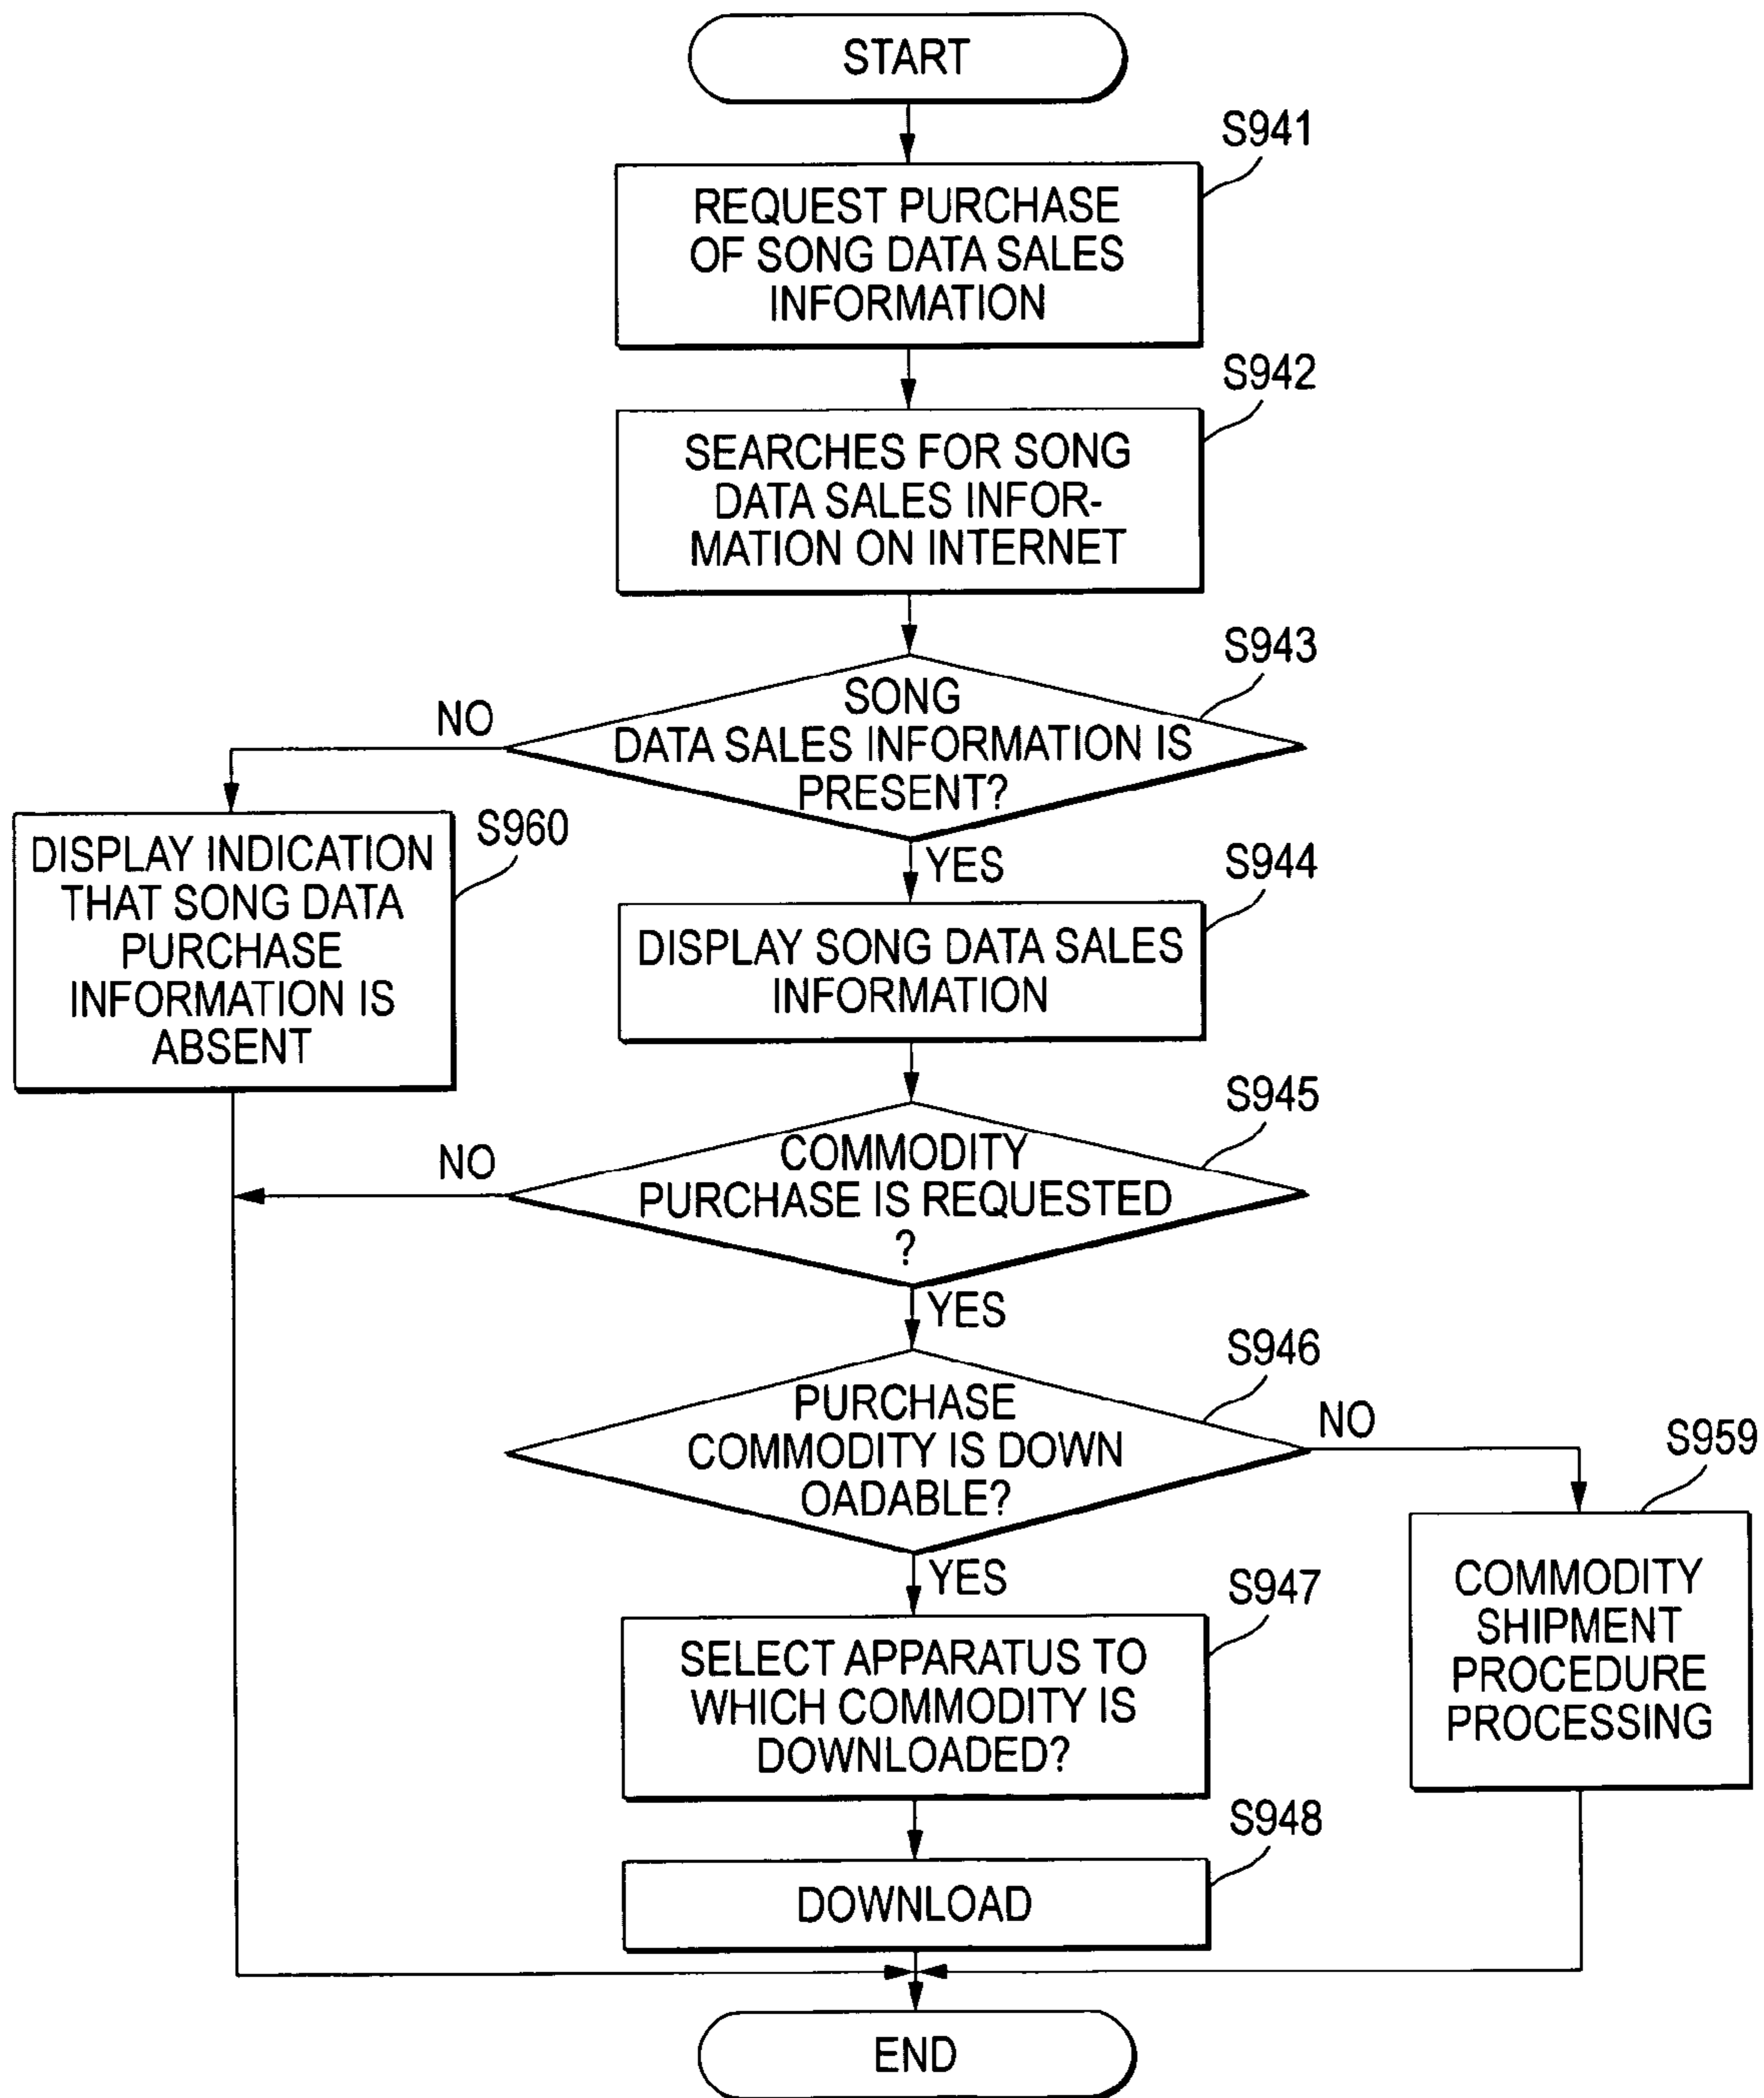 START
S941
REQUEST PURCHASE
OF SONG DATA SALES
INFORMATION
S942
SEARCHES FOR SONG
DATA SALES INFOR-
MATION ON INTERNET
S943
SONG
DATA SALES INFORMATION IS
PRESENT?
NO
YES
S960
DISPLAY INDICATION
THAT SONG DATA
PURCHASE
INFORMATION IS
ABSENT
S944
DISPLAY SONG DATA SALES
INFORMATION
S945
COMMODITY
PURCHASE IS REQUESTED
?
NO
YES
S946
PURCHASE
COMMODITY IS DOWN
OADABLE?
NO
YES
S959
COMMODITY
SHIPMENT
PROCEDURE
PROCESSING
S947
SELECT APPARATUS TO
WHICH COMMODITY IS
DOWNLOADED?
S948
DOWNLOAD
END